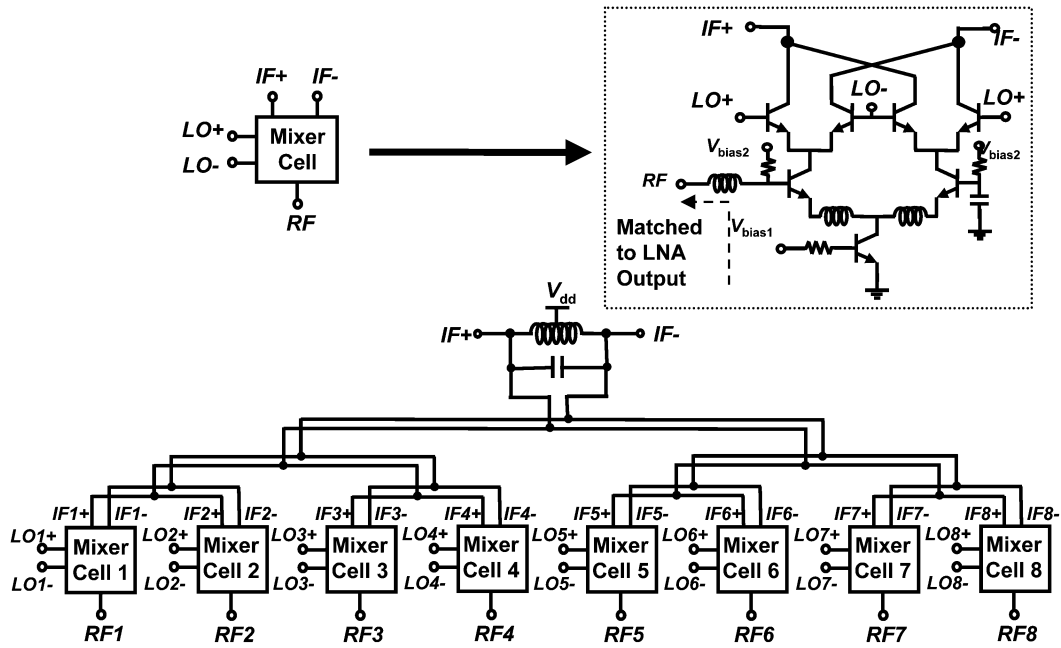 IF+ IF-
LO+
LO-
Mixer
Cell
RF
IF+ IF-
LO-
LO+ LO+
Vbias2 Vbias2
RF
Vbias1
Matched
to LNA
Output
Vdd
IF+ IF-
IF1+ IF1- IF2+ IF2- IF3+ IF3- IF4+ IF4- IF5+ IF5- IF6+ IF6- IF7+ IF7- IF8+ IF8-
LO1+ LO2+ LO3+ LO4+ LO5+ LO6+ LO7+ LO8+
Mixer Mixer Mixer Mixer Mixer Mixer Mixer Mixer
Cell 1 Cell 2 Cell 3 Cell 4 Cell 5 Cell 6 Cell 7 Cell 8
LO1- LO2- LO3- LO4- LO5- LO6- LO7- LO8-
RF1 RF2 RF3 RF4 RF5 RF6 RF7 RF8